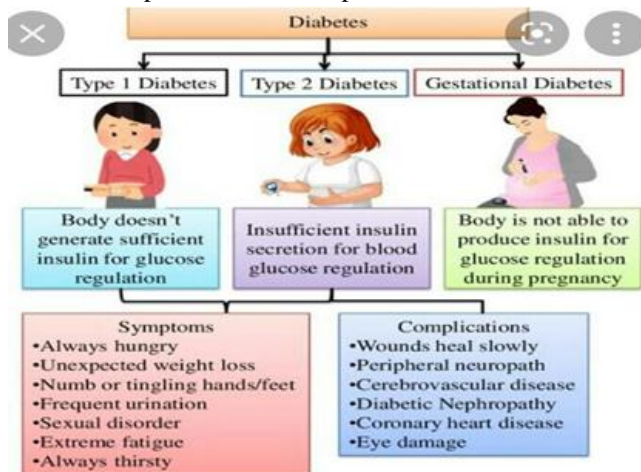 Diabetes
Type 1 Diabetes
Type 2 Diabetes
Gestational Diabetes
Body doesn't
generate sufficient
insulin for glucose
regulation
Insufficient insulin
secretion for blood
glucose regulation
Body is not able to
produce insulin for
glucose regulation
during pregnancy
Symptoms
•Always hungry
•Unexpected weight loss
•Numb or tingling hands/feet
•Frequent urination
•Sexual disorder
•Extreme fatigue
•Always thirsty
Complications
•Wounds heal slowly
•Peripheral neuropath
•Cerebrovascular disease
•Diabetic Nephropathy
•Coronary heart disease
•Eye damage